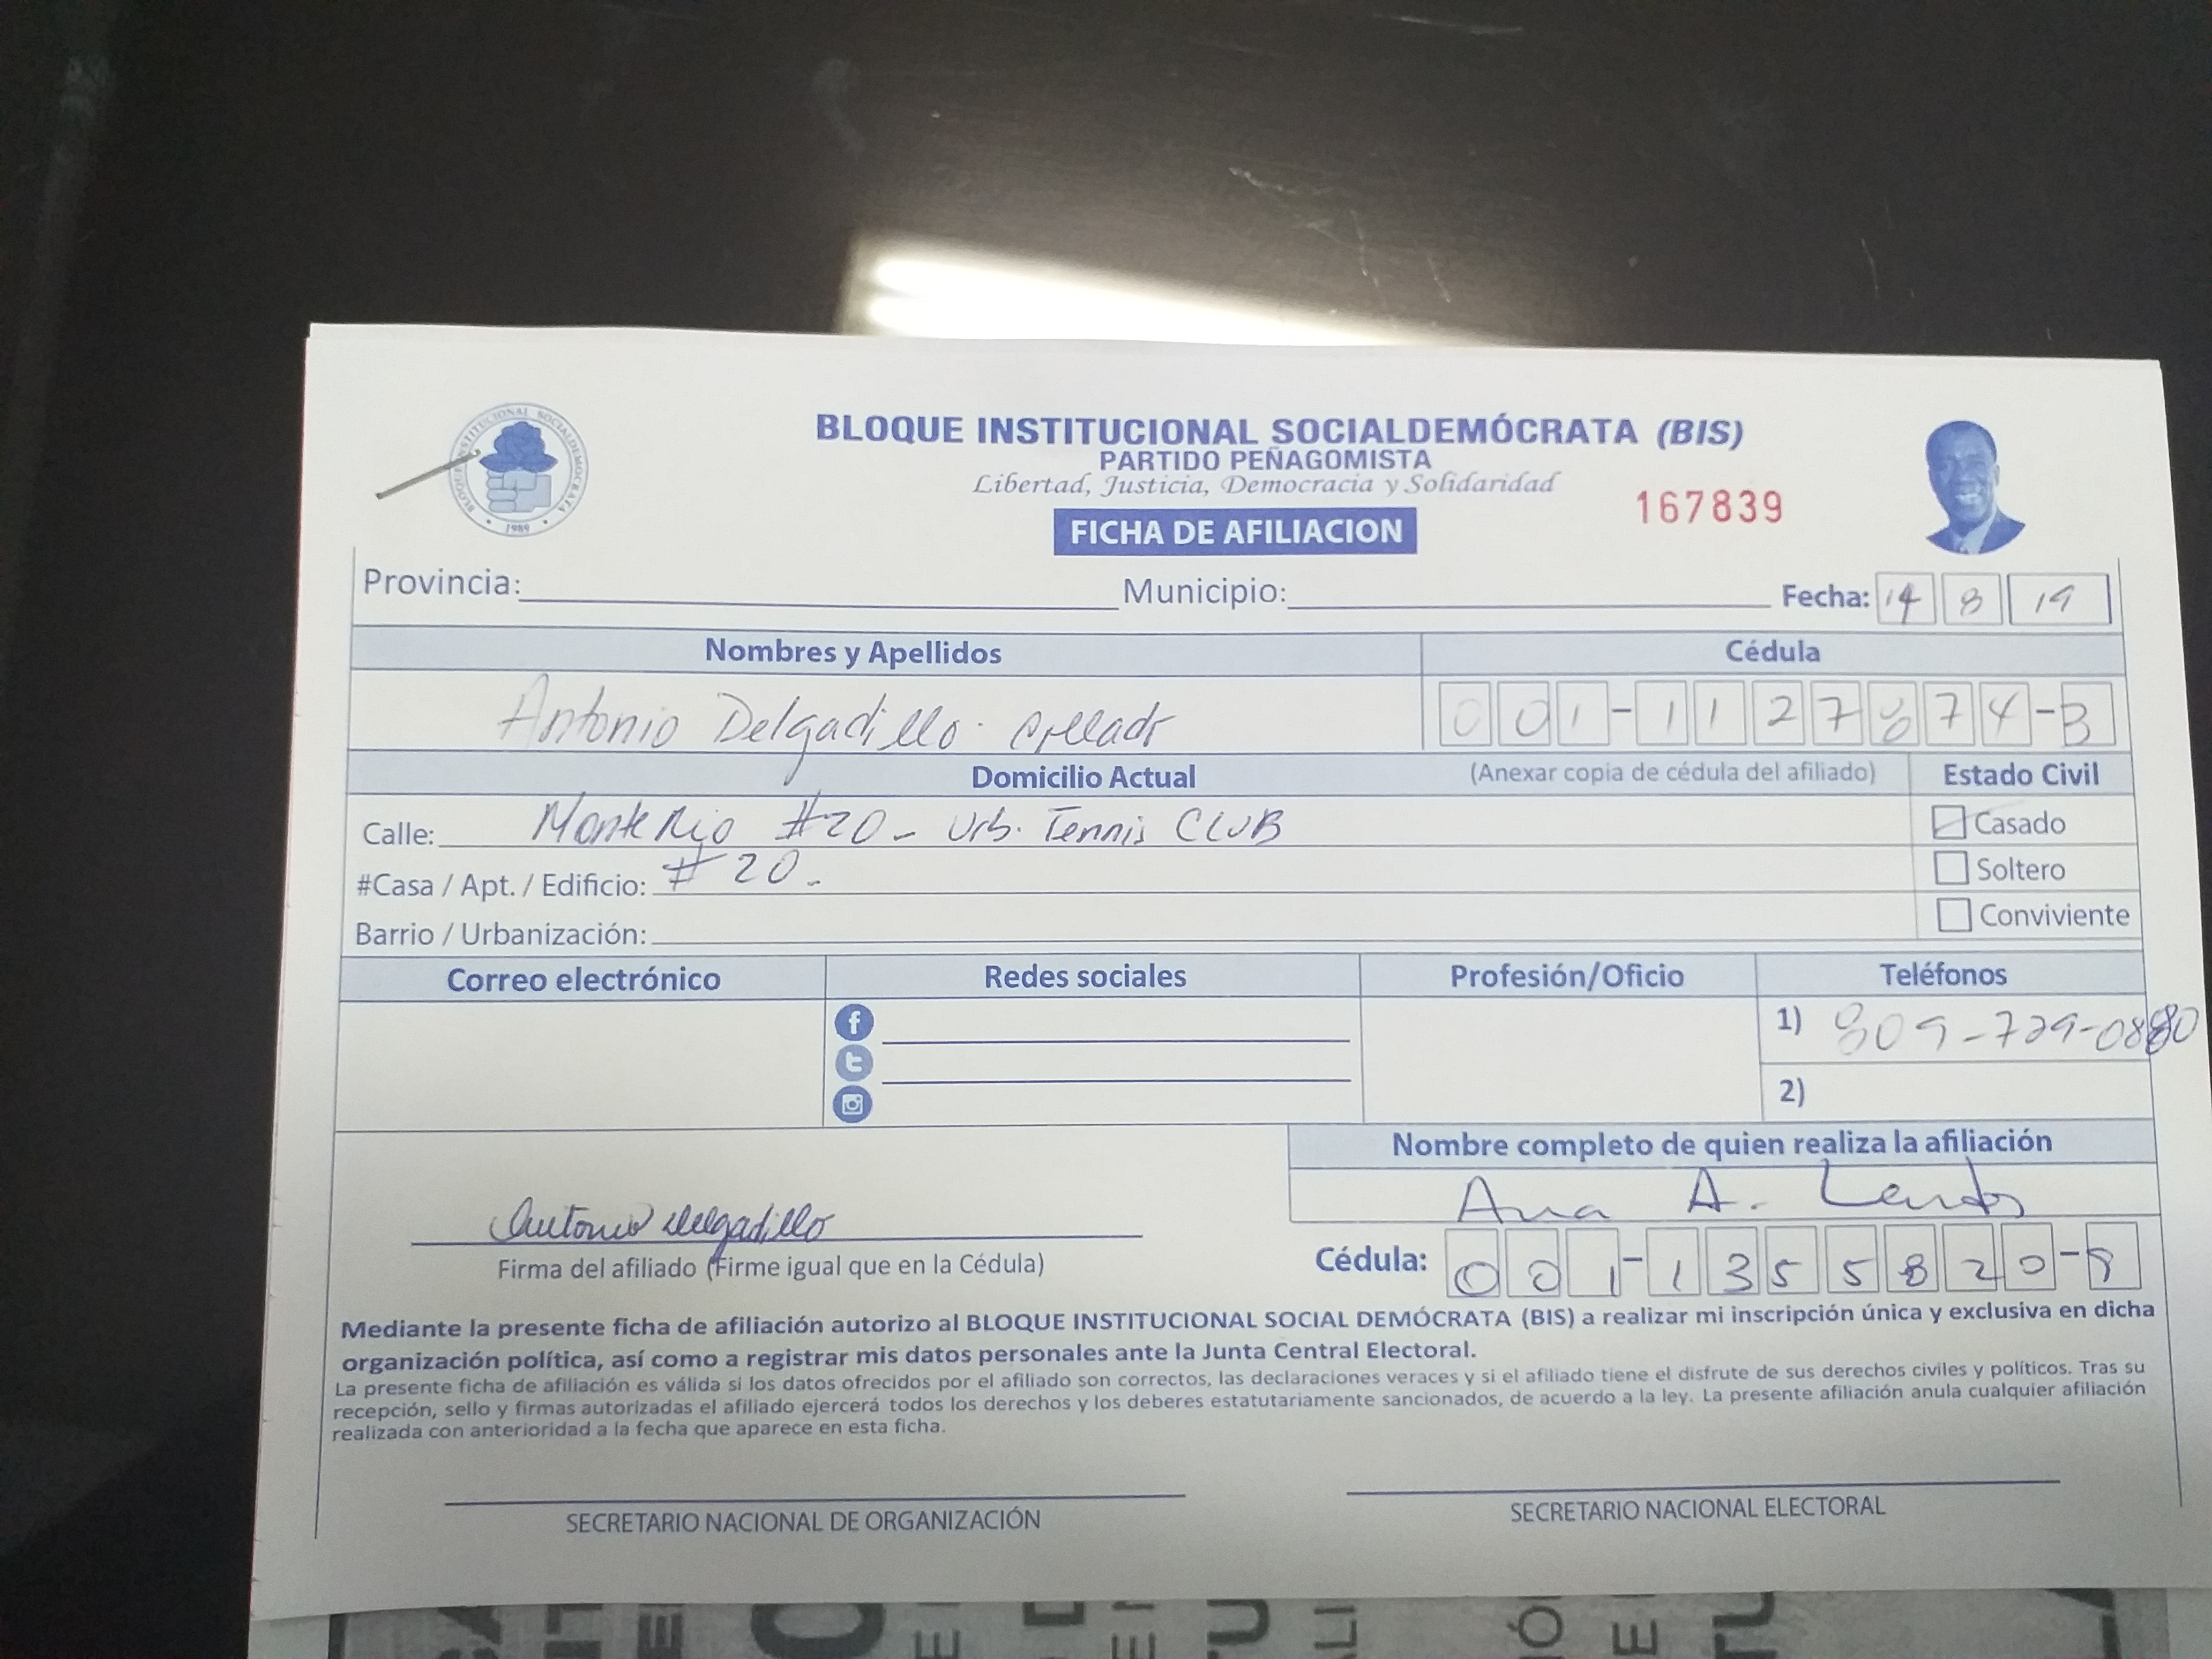 BLOQUE INSTITUCIONAL SOCIALDEMÓCRATA (BIS)
PARTIDO PEÑAGOMISTA
Libertad, Justicia, Democracia y Solidaridad
167839
FICHA DE AFILIACION
BLOQUE INSTITUCIONAL SOCIALDEMOCRATA
1989
Provincia: Municipio: Fecha: 14 8 19
Nombres y Apellidos Cédula
Antonio Delgadillo 001-1127874-3
Domicilio Actual (Anexar copia de cédula del afiliado) Estado Civil
Calle: Monte Rio #20- Urb. Tennis CLUB Casado
#Casa / Apt. / Edificio: #20- Soltero
Barrio / Urbanización: Conviviente
Correo electrónico Redes sociales Profesión/Oficio Teléfonos
1) 809-729-0880
2)
Nombre completo de quien realiza la afiliación
Ana A.
Antonio Delgadillo
Firma del afiliado (Firme igual que en la Cédula) Cédula: 001-1355820-8
Mediante la presente ficha de afiliación autorizo al BLOQUE INSTITUCIONAL SOCIAL DEMÓCRATA (BIS) a realizar mi inscripción única y exclusiva en dicha
organización política, así como a registrar mis datos personales ante la Junta Central Electoral.
La presente ficha de afiliación es válida si los datos ofrecidos por el afiliado son correctos, las declaraciones veraces y si el afiliado tiene el disfrute de sus derechos civiles y políticos. Tras su
recepción, sello y firmas autorizadas el afiliado ejercerá todos los derechos y los deberes estatutariamente sancionados, de acuerdo a la ley. La presente afiliación anula cualquier afiliación
realizada con anterioridad a la fecha que aparece en esta ficha.
SECRETARIO NACIONAL DE ORGANIZACIÓN SECRETARIO NACIONAL ELECTORAL